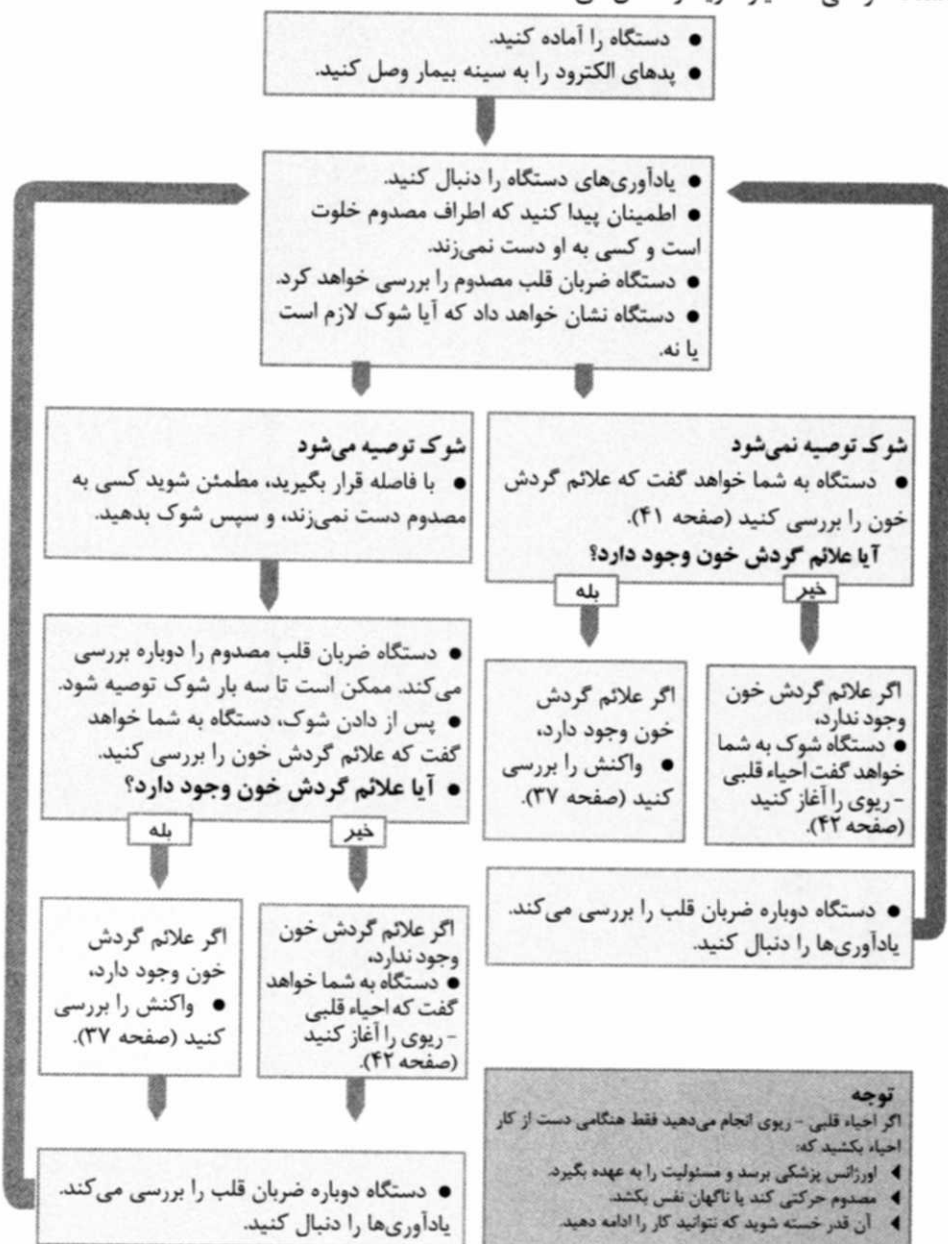 ● دستگاه را آماده کنید.
● پدهای الکترود را به سینه بیمار وصل کنید.
● یادآوری‌های دستگاه را دنبال کنید.
● اطمینان پیدا کنید که اطراف مصدوم خلوت
است و کسی به او دست نمی‌زند.
● دستگاه ضربان قلب مصدوم را بررسی خواهد کرد.
● دستگاه نشان خواهد داد که آیا شوک لازم است
یا نه.
شوک توصیه نمی‌شود
● دستگاه به شما خواهد گفت که علائم گردش
خون را بررسی کنید (صفحه ۴۱).
آیا علائم گردش خون وجود دارد؟
خیر
بله
اگر علائم گردش خون
وجود ندارد،
● دستگاه شوک به شما
خواهد گفت احیاء قلبی
- ریوی را آغاز کنید
(صفحه ۴۲).
اگر علائم گردش
خون وجود دارد،
● واکنش را بررسی
کنید (صفحه ۳۷).
● دستگاه دوباره ضربان قلب را بررسی می‌کند.
یادآوری‌ها را دنبال کنید.
شوک توصیه می‌شود
● با فاصله قرار بگیرید، مطمئن شوید کسی به
مصدوم دست نمی‌زند، و سپس شوک بدهید.
● دستگاه ضربان قلب مصدوم را دوباره بررسی
می‌کند. ممکن است تا سه بار شوک توصیه شود.
● پس از دادن شوک، دستگاه به شما خواهد
گفت که علائم گردش خون را بررسی کنید.
● آیا علائم گردش خون وجود دارد؟
خیر
بله
اگر علائم گردش خون
وجود ندارد،
● دستگاه به شما خواهد
گفت که احیاء قلبی
- ریوی را آغاز کنید
(صفحه ۴۲).
اگر علائم گردش
خون وجود دارد،
● واکنش را بررسی
کنید (صفحه ۳۷).
● دستگاه دوباره ضربان قلب را بررسی می‌کند.
یادآوری‌ها را دنبال کنید.
توجه
اگر احیاء قلبی - ریوی انجام می‌دهید فقط هنگامی دست از کار
احیاء بکشید که:
◀ اورژانس پزشکی برسد و مسئولیت را به عهده بگیرد.
◀ مصدوم حرکتی کند یا ناگهان نفس بکشد.
◀ آن قدر خسته شوید که نتوانید کار را ادامه دهید.